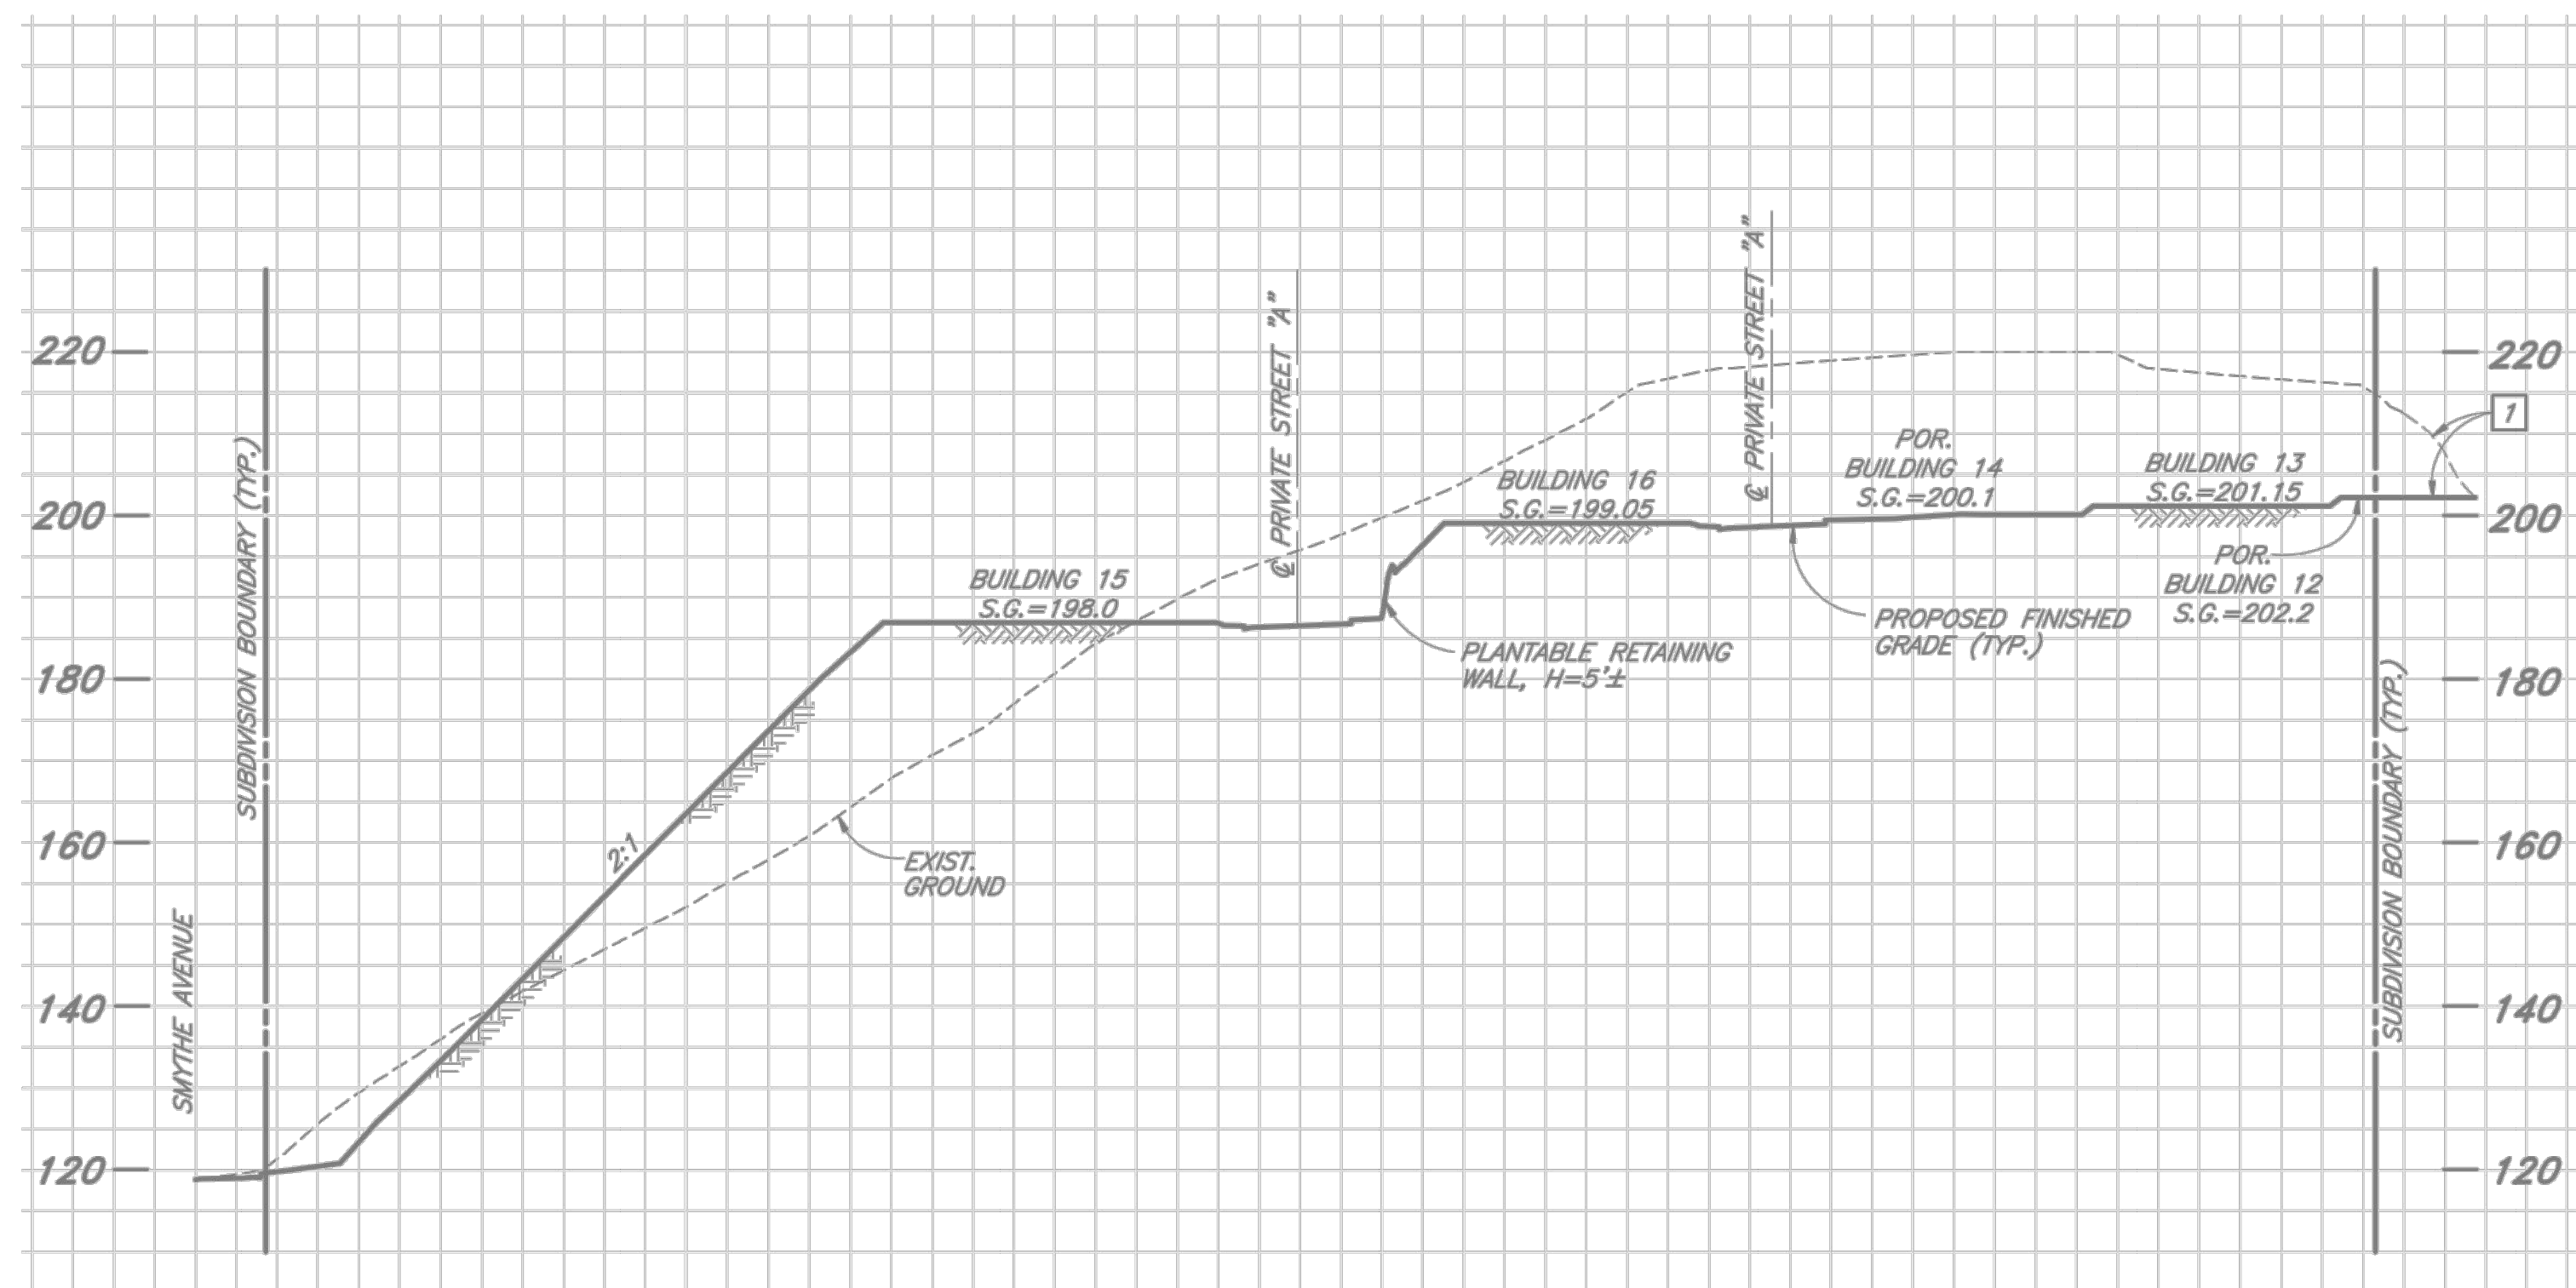 ℄ PRIVATE STREET "A"
℄ PRIVATE STREET "A"
220
220
1
SUBDIVISION BOUNDARY (TYP.)
POR.
BUILDING 14
S.G.=200.1
BUILDING 13
S.G.=201.15
BUILDING 16
S.G.=199.05
200
200
POR.
BUILDING 12
S.G.=202.2
BUILDING 15
S.G.=198.0
PROPOSED FINISHED
GRADE (TYP.)
PLANTABLE RETAINING
WALL, H=5'±
180
180
SUBDIVISION BOUNDARY (TYP.)
2:1
160
160
EXIST.
GROUND
SMYTHE AVENUE
140
140
120
120